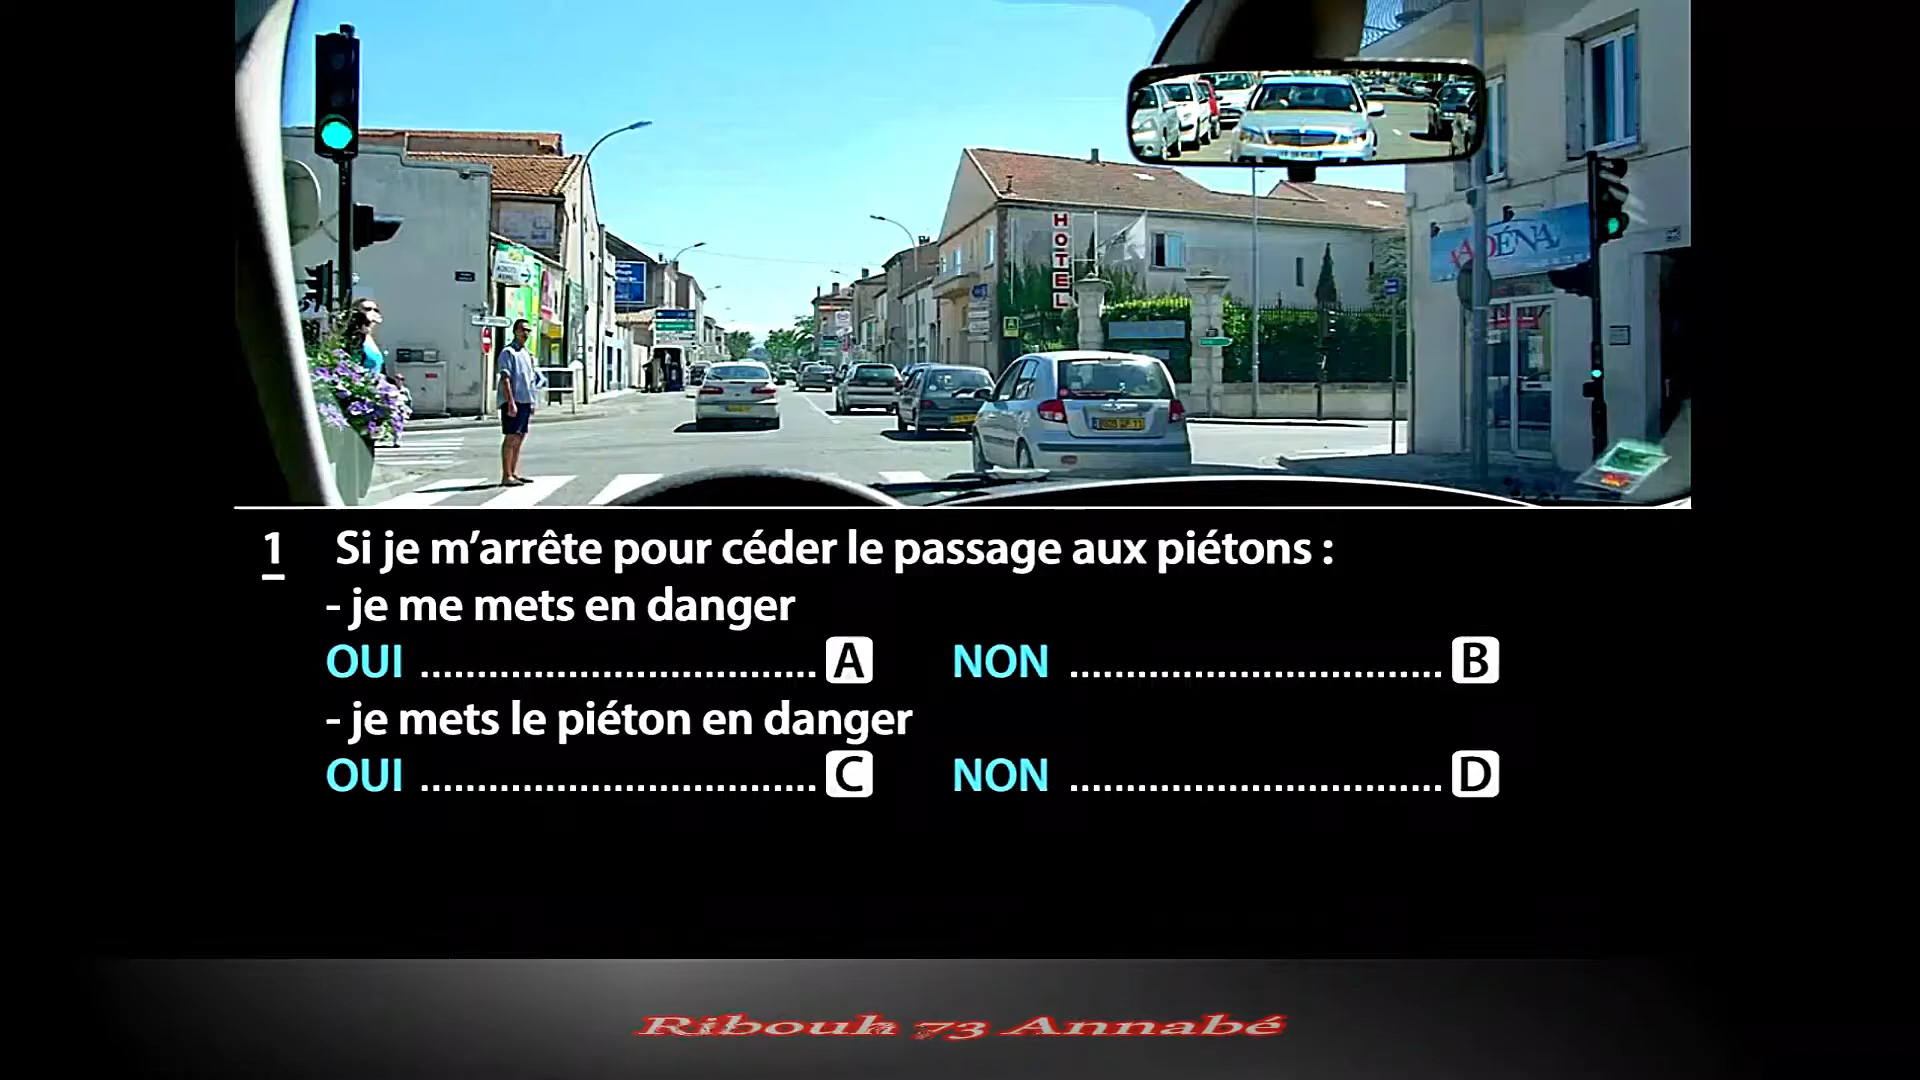 HOTEL
ADÉNA
1 Si je m’arrête pour céder le passage aux piétons :
- je me mets en danger
OUI ................................... A NON ................................. B
- je mets le piéton en danger
OUI ................................... C NON ................................. D
Ribouh 73 Annabé